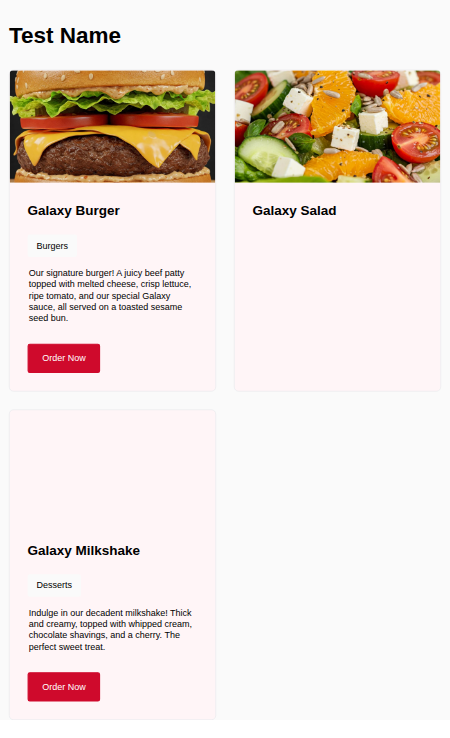 Test Name
Galaxy Burger
Burgers
Our signature burger! A juicy beef patty
topped with melted cheese, crisp lettuce,
ripe tomato, and our special Galaxy
sauce, all served on a toasted sesame
seed bun.
Order Now
Galaxy Salad
Galaxy Milkshake
Desserts
Indulge in our decadent milkshake! Thick
and creamy, topped with whipped cream,
chocolate shavings, and a cherry. The
perfect sweet treat.
Order Now